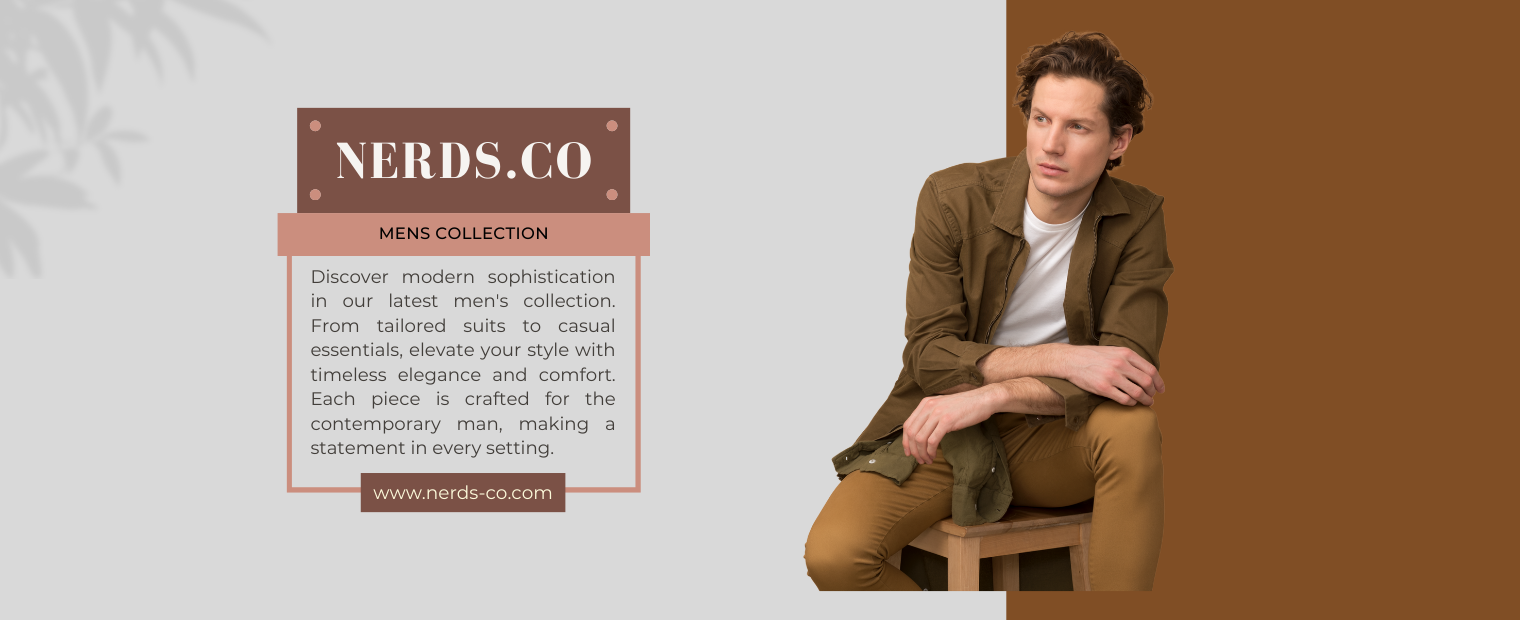 NERDS.CO
MENS COLLECTION
Discover modern sophistication
in our latest men's collection.
From tailored suits to casual
essentials, elevate your style with
timeless elegance and comfort.
Each piece is crafted for the
contemporary man, making a
statement in every setting.
www.nerds-co.com